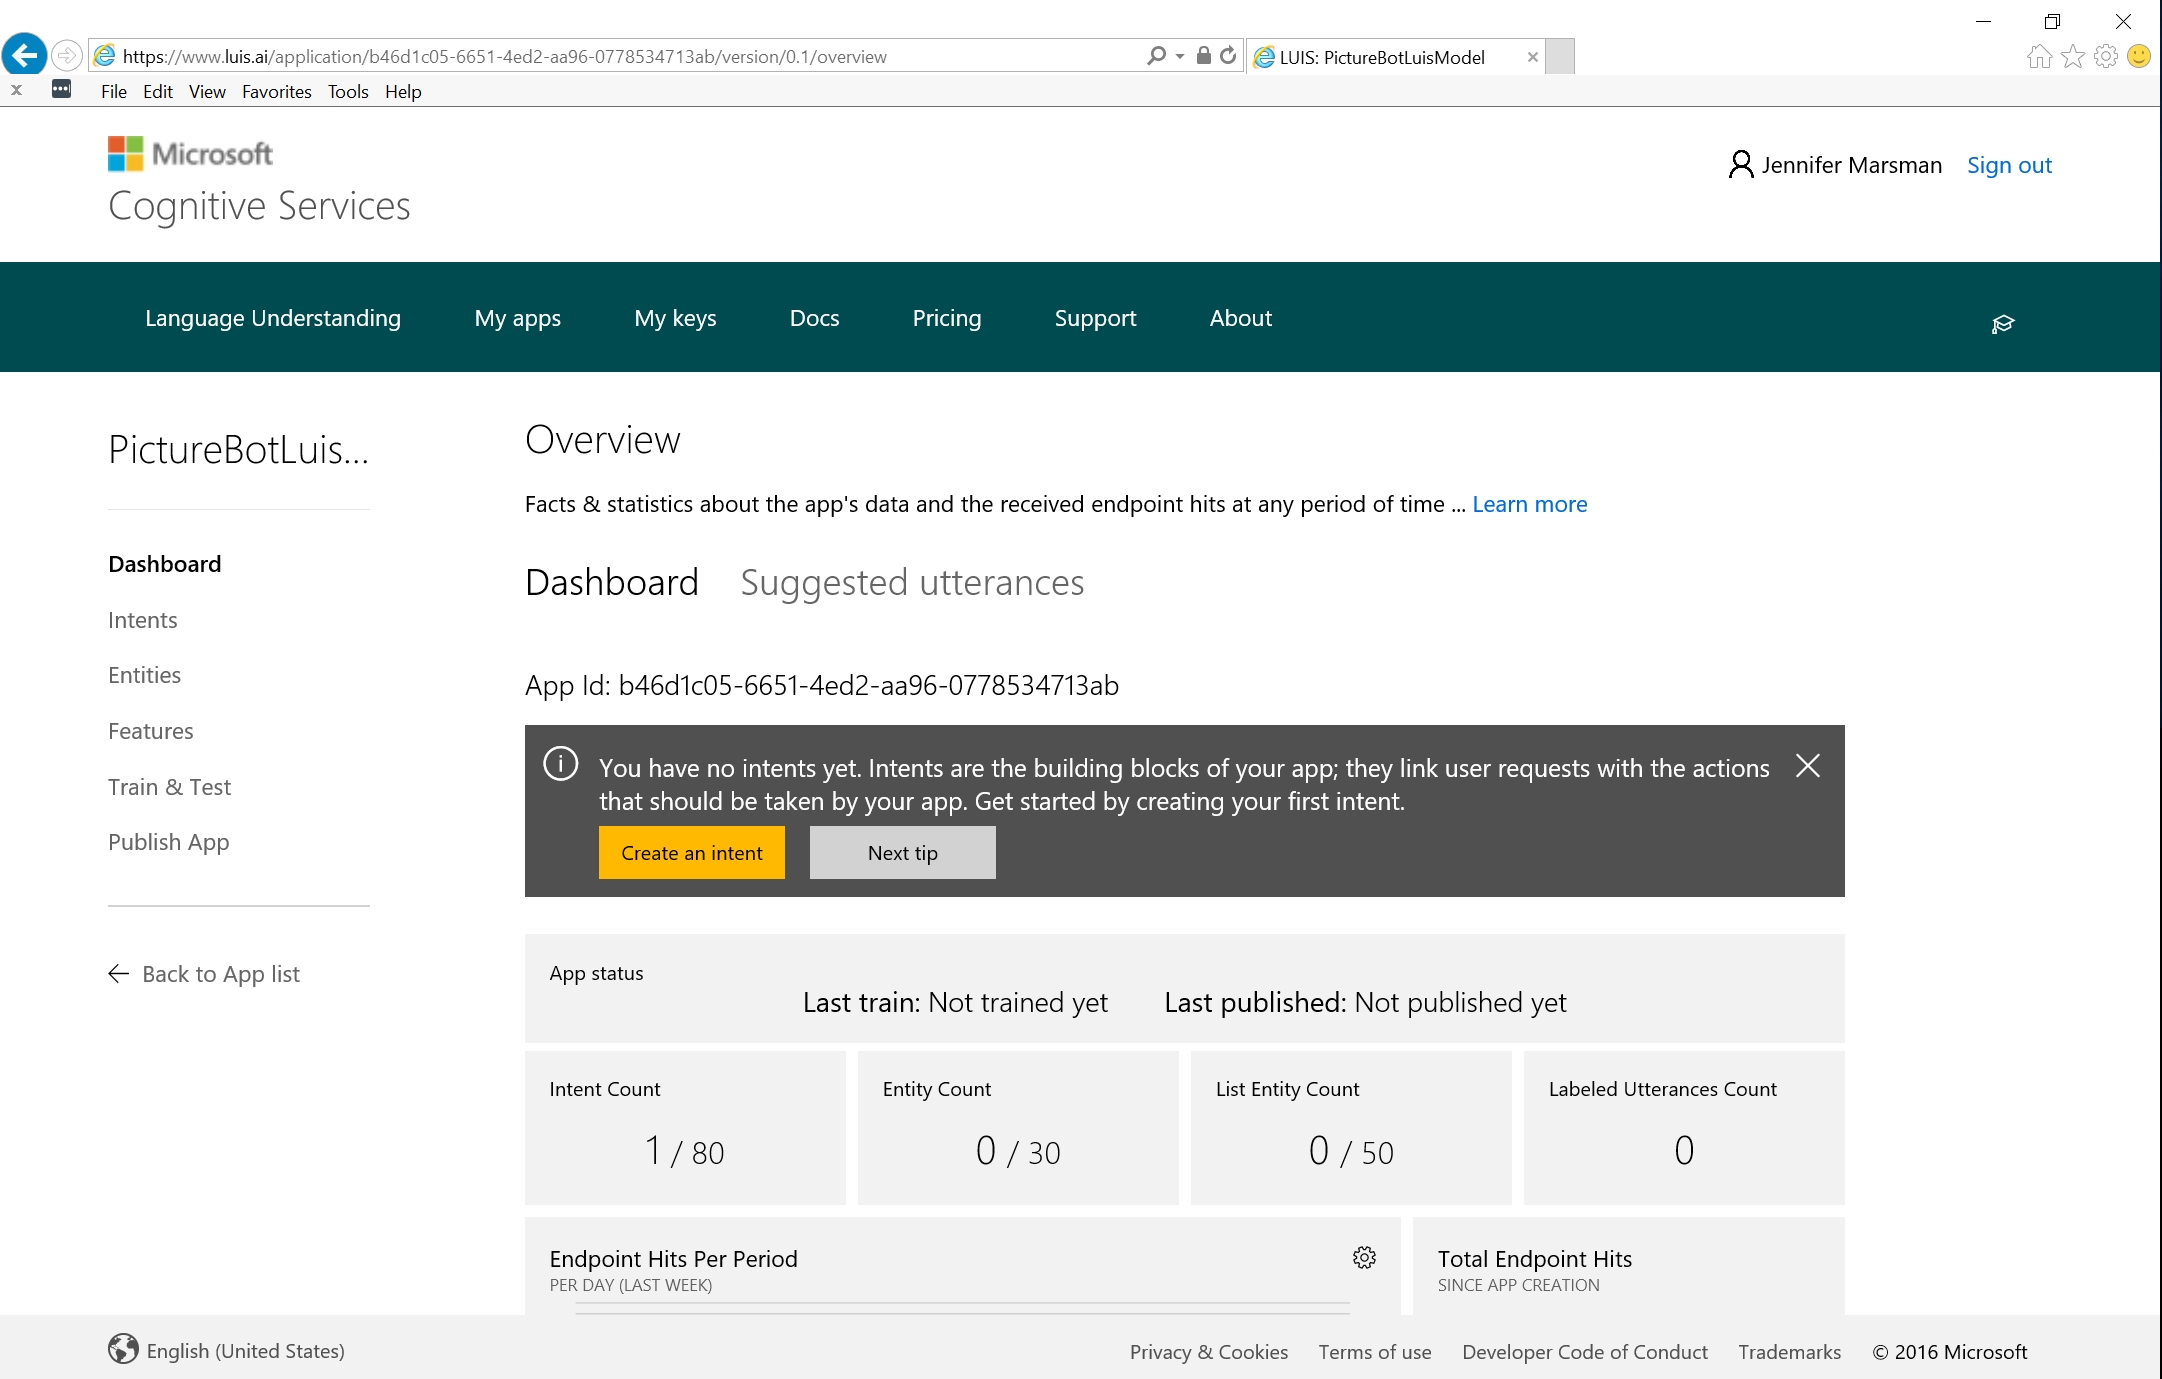 https://www.luis.ai/application/b46d1c05-6651-4ed2-aa96-0778534713ab/version/0.1/overview
LUIS: PictureBotLuisModel
x File Edit View Favorites Tools Help
Microsoft
Cognitive Services
Jennifer Marsman Sign out
Language Understanding My apps My keys Docs Pricing Support About
PictureBotLuis...
Dashboard
Intents
Entities
Features
Train & Test
Publish App
Back to App list
Overview
Facts & statistics about the app's data and the received endpoint hits at any period of time ... Learn more
Dashboard Suggested utterances
App Id: b46d1c05-6651-4ed2-aa96-0778534713ab
You have no intents yet. Intents are the building blocks of your app; they link user requests with the actions
that should be taken by your app. Get started by creating your first intent.
Create an intent Next tip
App status
Last train: Not trained yet Last published: Not published yet
Intent Count
1 / 80
Entity Count
0 / 30
List Entity Count
0 / 50
Labeled Utterances Count
0
Endpoint Hits Per Period
PER DAY (LAST WEEK)
Total Endpoint Hits
SINCE APP CREATION
English (United States)
Privacy & Cookies Terms of use Developer Code of Conduct Trademarks © 2016 Microsoft